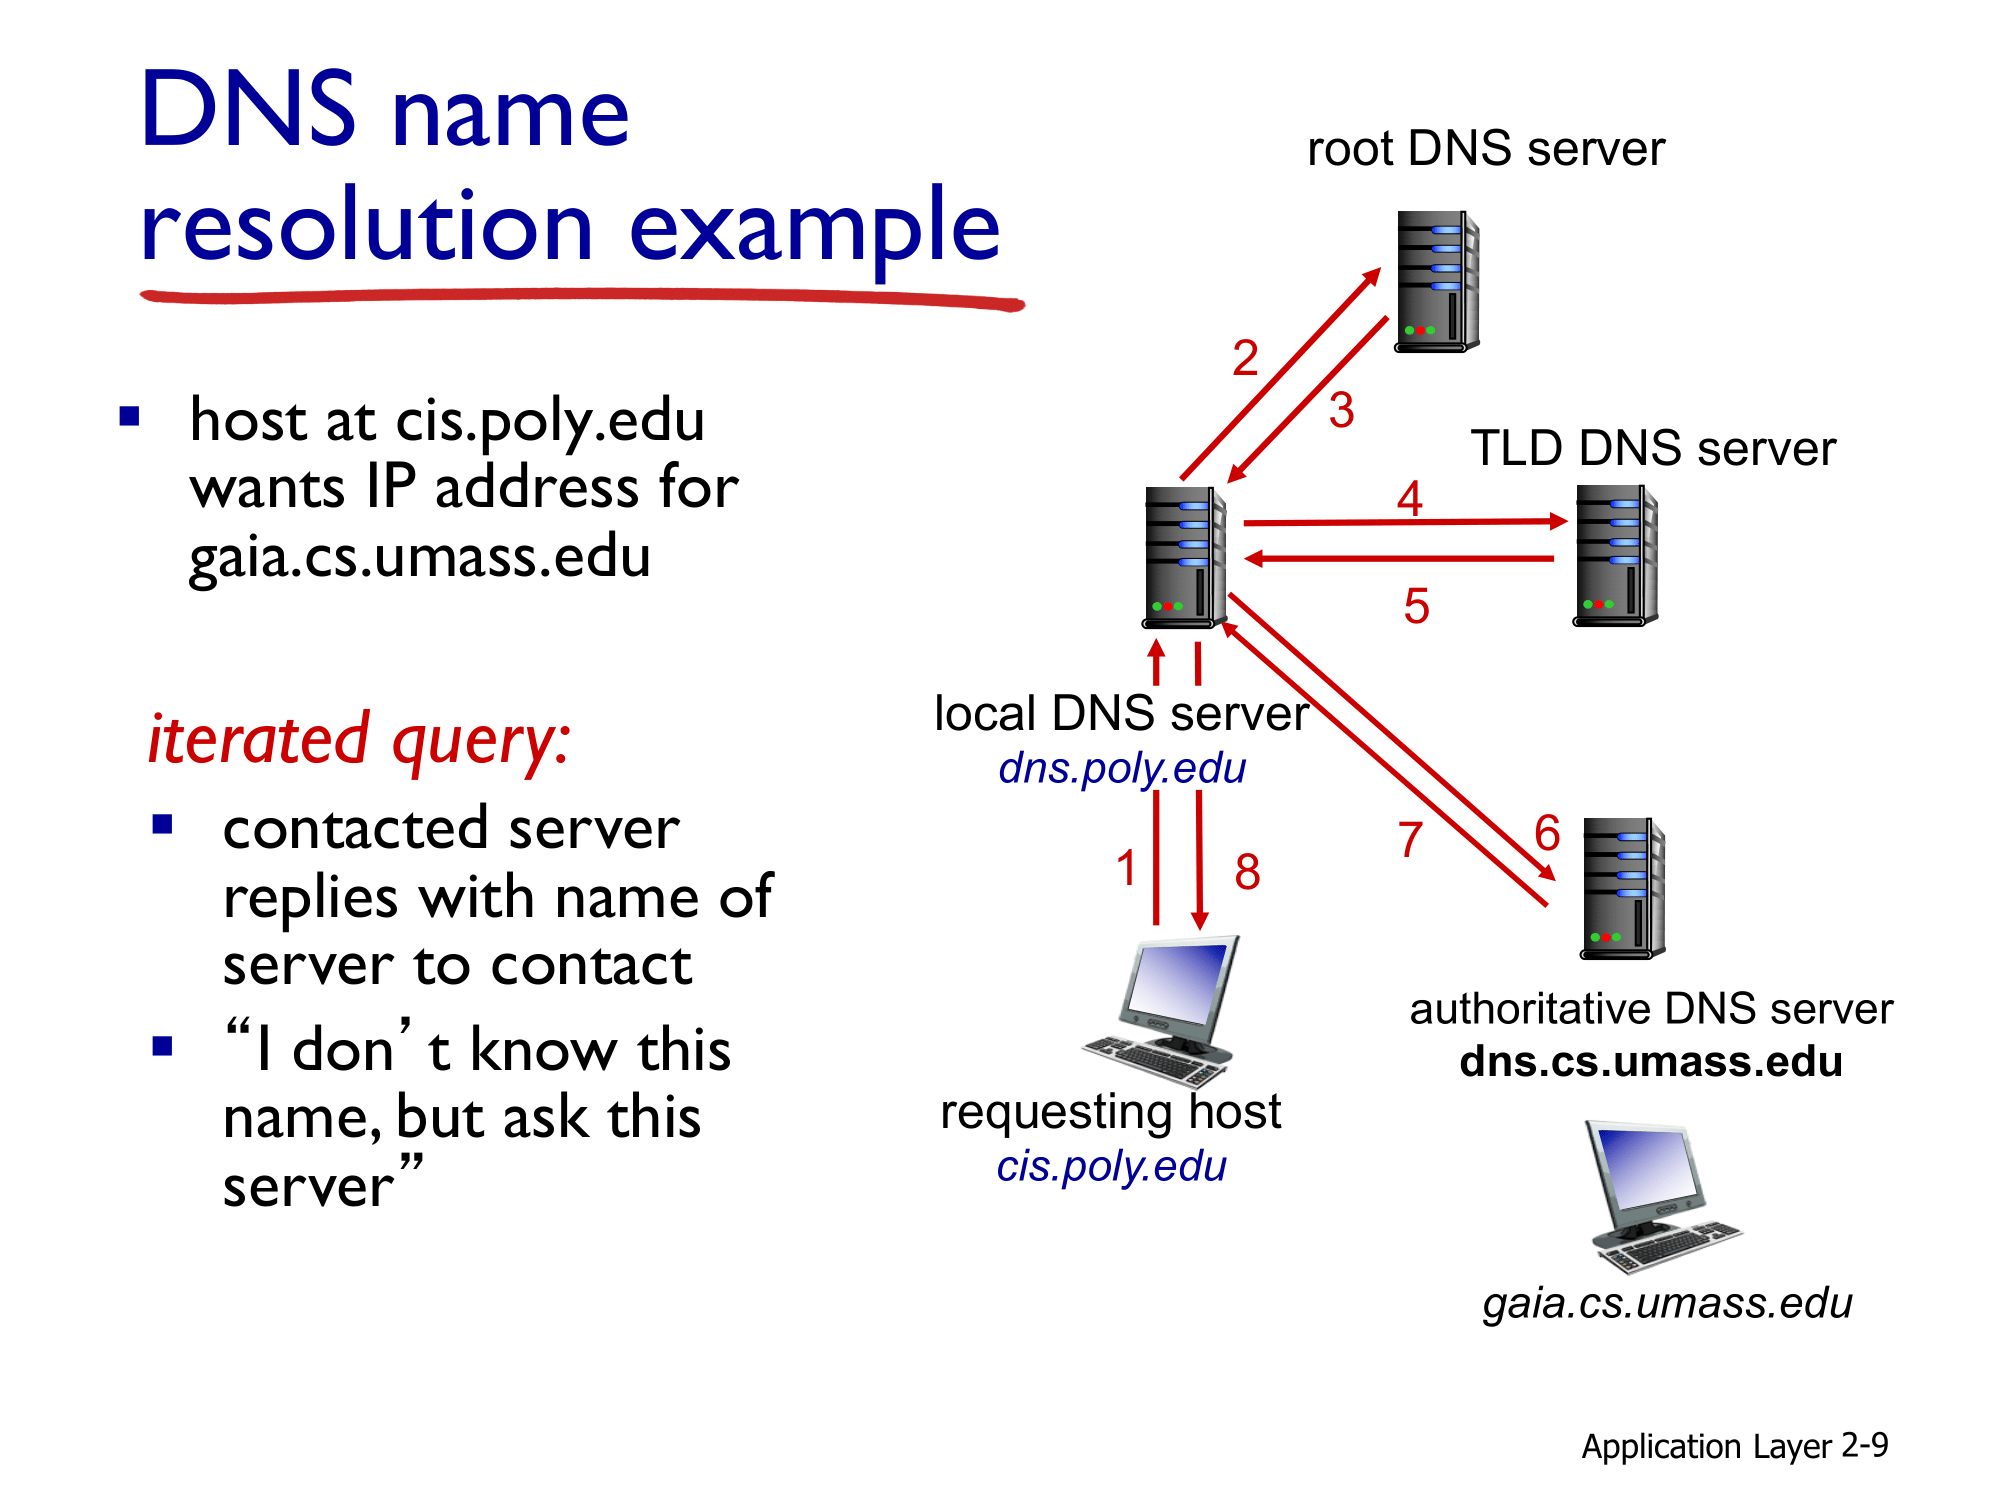 DNS name
resolution example
▪ host at cis.poly.edu
wants IP address for
gaia.cs.umass.edu
iterated query:
▪ contacted server
replies with name of
server to contact
▪ “I don’t know this
name, but ask this
server”
root DNS server
2
3
TLD DNS server
4
5
local DNS server
dns.poly.edu
1
8
7
6
requesting host
cis.poly.edu
authoritative DNS server
dns.cs.umass.edu
gaia.cs.umass.edu
Application Layer 2-9